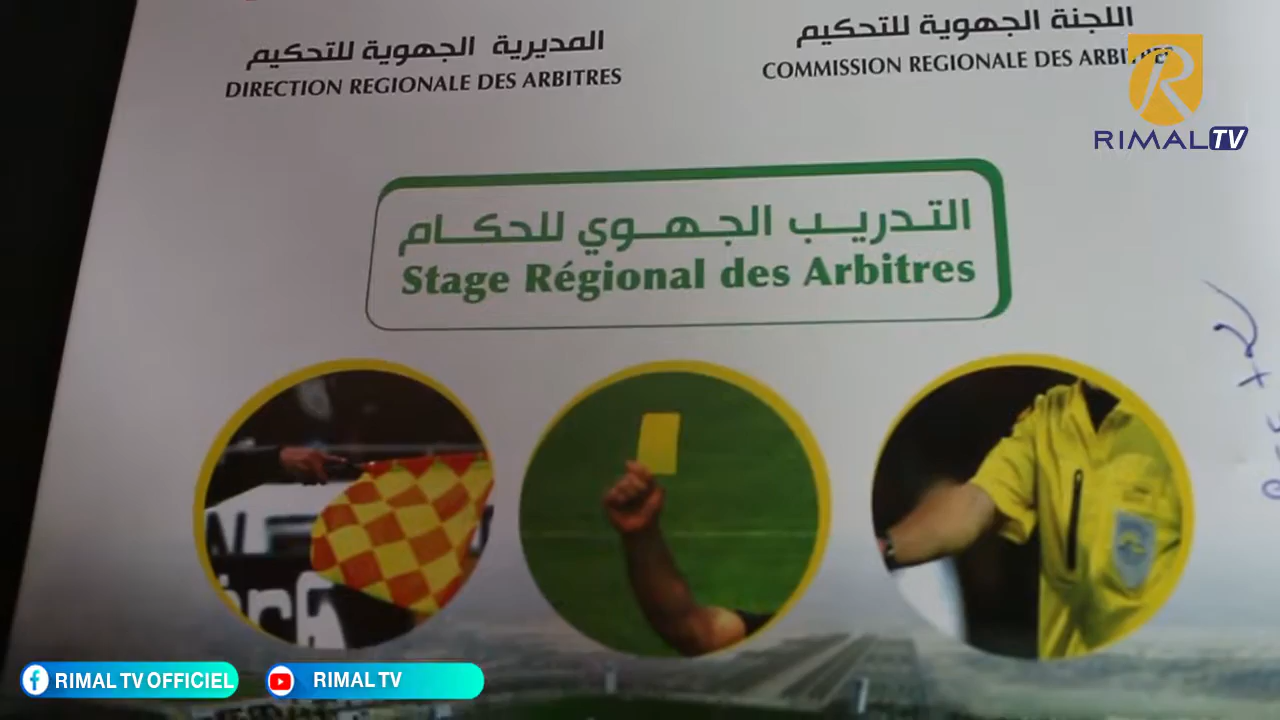 المديرية الجهوية للتحكيم
DIRECTION REGIONALE DES ARBITRES
اللجنة الجهوية للتحكيم
COMMISSION REGIONALE DES ARBITRES
RIMAL TV
التدريب الجهوي للحكام
Stage Régional des Arbitres
RIMAL TV OFFICIEL
RIMAL TV